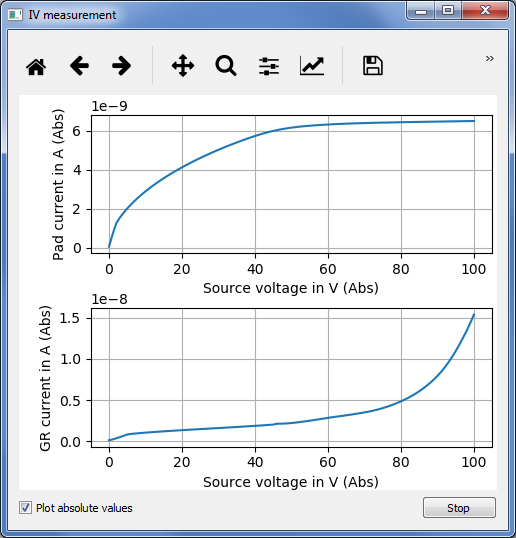 IV measurement
»
1e−9
6
4
2
0
Pad current in A (Abs)
0 20 40 60 80 100
Source voltage in V (Abs)
1e−8
1.5
1.0
0.5
0.0
GR current in A (Abs)
0 20 40 60 80 100
Source voltage in V (Abs)
Plot absolute values
Stop